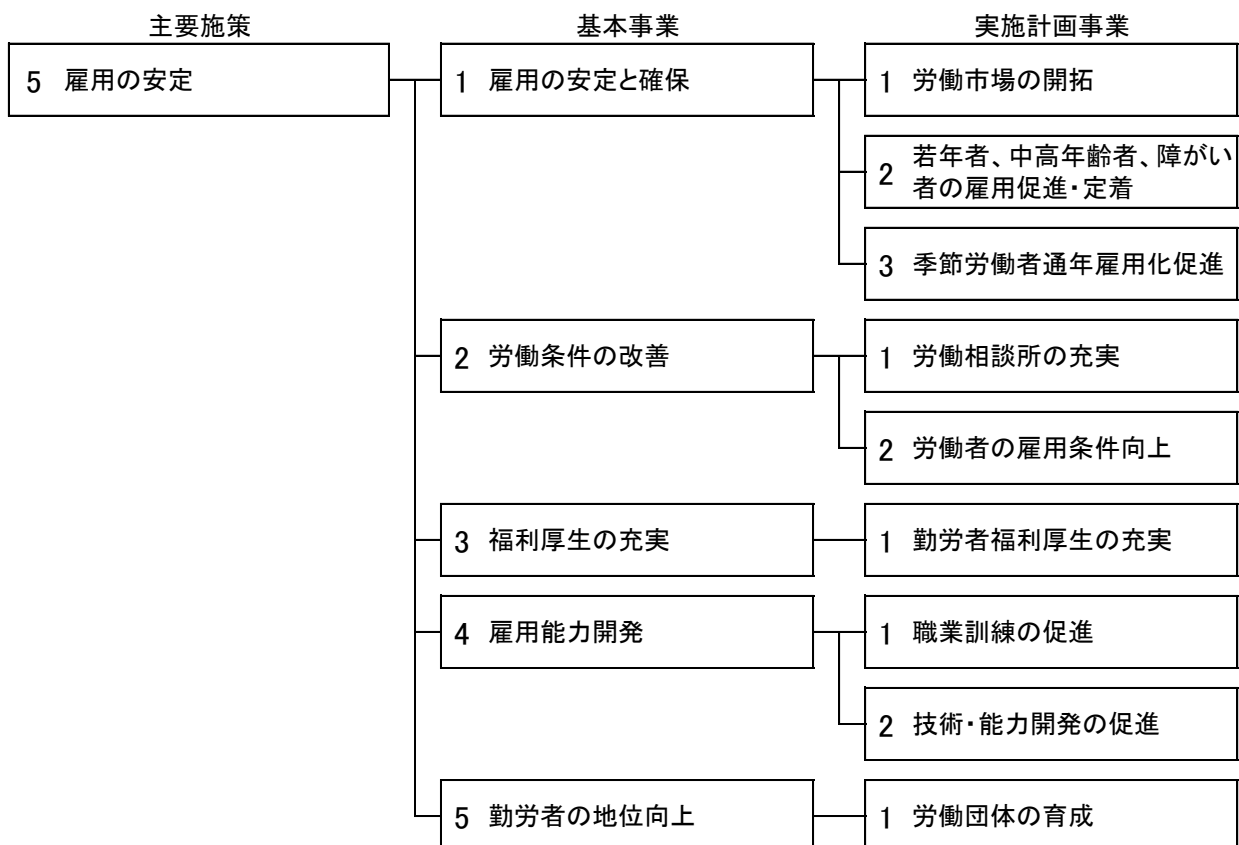 主要施策 基本事業 実施計画事業
5 雇用の安定 1 雇用の安定と確保 1 労働市場の開拓
2 若年者、中高年齢者、障がい
者の雇用促進・定着
3 季節労働者通年雇用化促進
2 労働条件の改善 1 労働相談所の充実
2 労働者の雇用条件向上
3 福利厚生の充実 1 勤労者福利厚生の充実
4 雇用能力開発 1 職業訓練の促進
2 技術・能力開発の促進
5 勤労者の地位向上 1 労働団体の育成